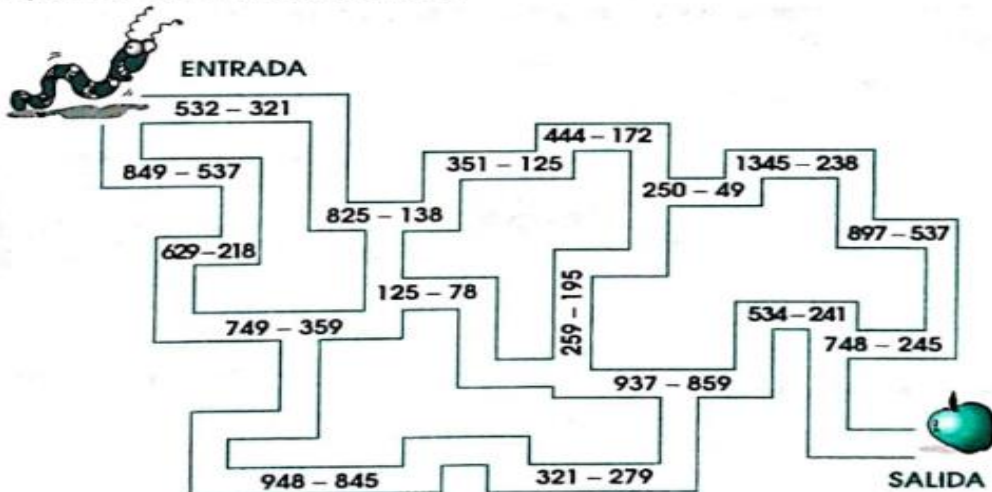 ENTRADA
532 – 321
444 – 172
849 – 537
351 – 125
1345 – 238
250 – 49
825 – 138
897 – 537
629 – 218
125 – 78
259 – 195
749 – 359
534 – 241
748 – 245
937 – 859
948 – 845
321 – 279
SALIDA